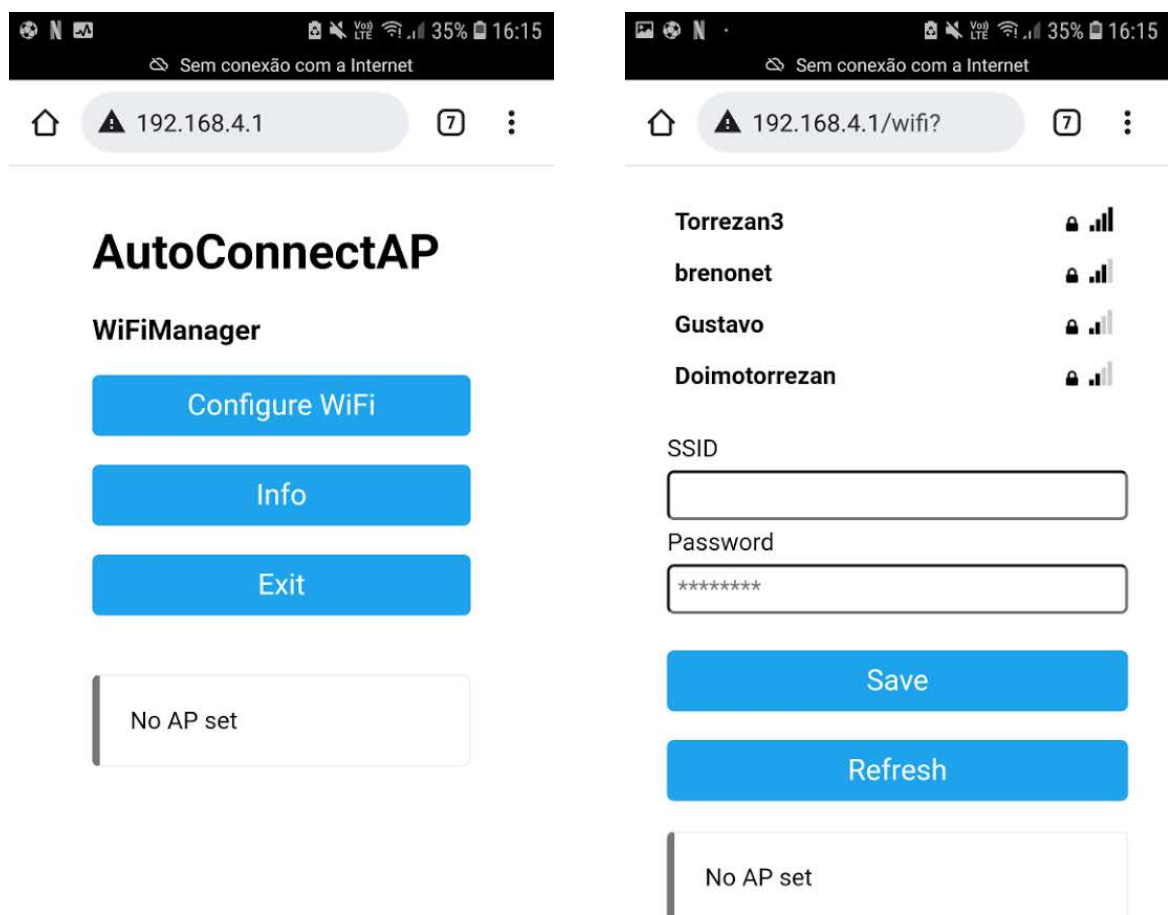 N 35% 16:15
Sem conexão com a Internet
192.168.4.1 7
AutoConnectAP
WiFiManager
Configure WiFi
Info
Exit
No AP set
N 35% 16:15
Sem conexão com a Internet
192.168.4.1/wifi? 7
Torrezan3
brenonet
Gustavo
Doimotorrezan
SSID
Password
********
Save
Refresh
No AP set